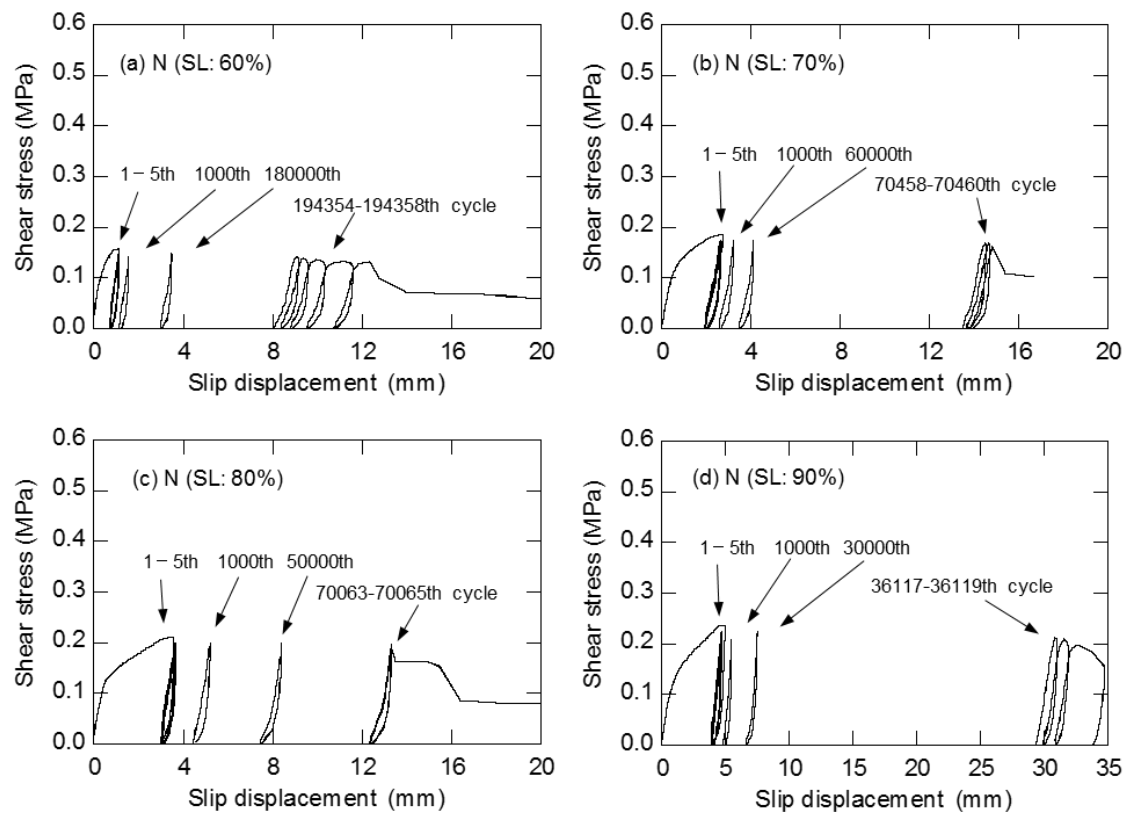 0.6
0.5
0.4
0.3
0.2
0.1
0.0
Shear stress (MPa)
(a) N (SL: 60%)
1−5th 1000th 180000th
194354-194358th cycle
0 4 8 12 16 20
Slip displacement (mm)
0.6
0.5
0.4
0.3
0.2
0.1
0.0
Shear stress (MPa)
(b) N (SL: 70%)
1−5th 1000th 60000th
70458-70460th cycle
0 4 8 12 16 20
Slip displacement (mm)
0.6
0.5
0.4
0.3
0.2
0.1
0.0
Shear stress (MPa)
(c) N (SL: 80%)
1−5th 1000th 50000th
70063-70065th cycle
0 4 8 12 16 20
Slip displacement (mm)
0.6
0.5
0.4
0.3
0.2
0.1
0.0
Shear stress (MPa)
(d) N (SL: 90%)
1−5th 1000th 30000th
36117-36119th cycle
0 5 10 15 20 25 30 35
Slip displacement (mm)